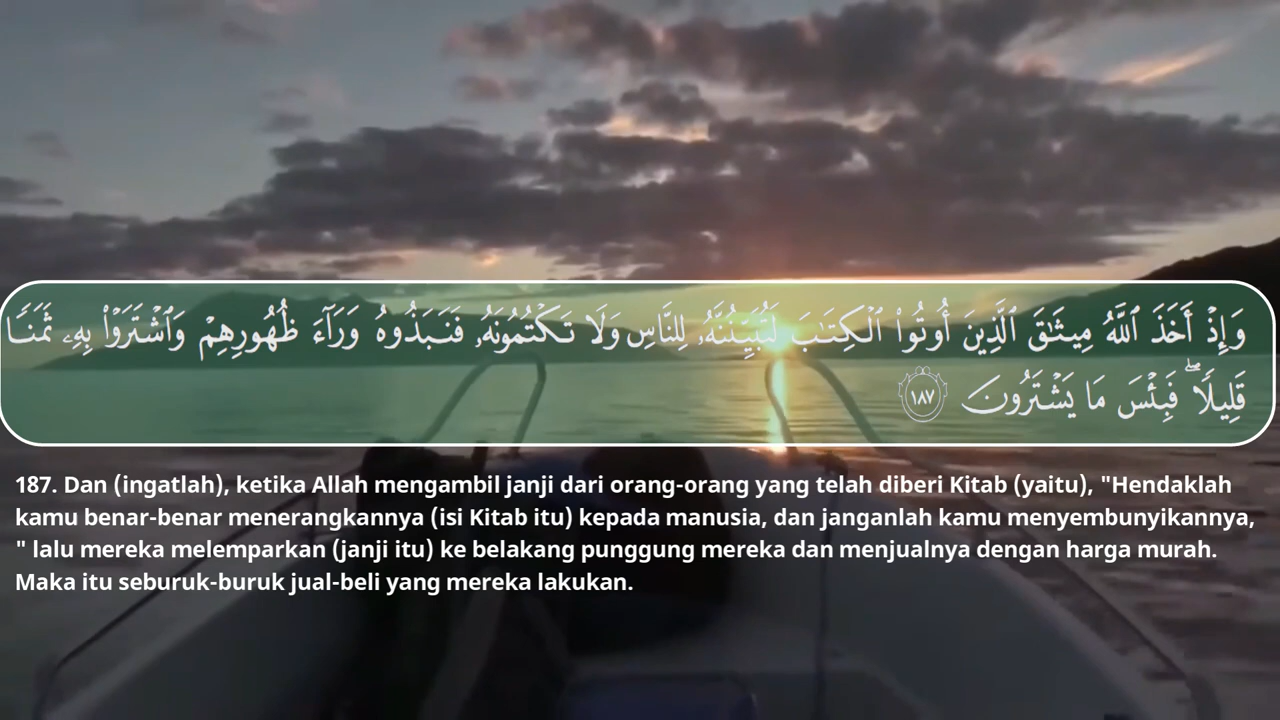 وَإِذْ أَخَذَ ٱللَّهُ مِيثَٰقَ ٱلَّذِينَ أُوتُوا۟ ٱلْكِتَٰبَ لَتُبَيِّنُنَّهُۥ لِلنَّاسِ وَلَا تَكْتُمُونَهُۥ فَنَبَذُوهُ وَرَآءَ ظُهُورِهِمْ وَٱشْتَرَوْا۟ بِهِۦ ثَمَنًا
قَلِيلًا ۖ فَبِئْسَ مَا يَشْتَرُونَ ١٨٧
187. Dan (ingatlah), ketika Allah mengambil janji dari orang-orang yang telah diberi Kitab (yaitu), "Hendaklah
kamu benar-benar menerangkannya (isi Kitab itu) kepada manusia, dan janganlah kamu menyembunyikannya,
" lalu mereka melemparkan (janji itu) ke belakang punggung mereka dan menjualnya dengan harga murah.
Maka itu seburuk-buruk jual-beli yang mereka lakukan.